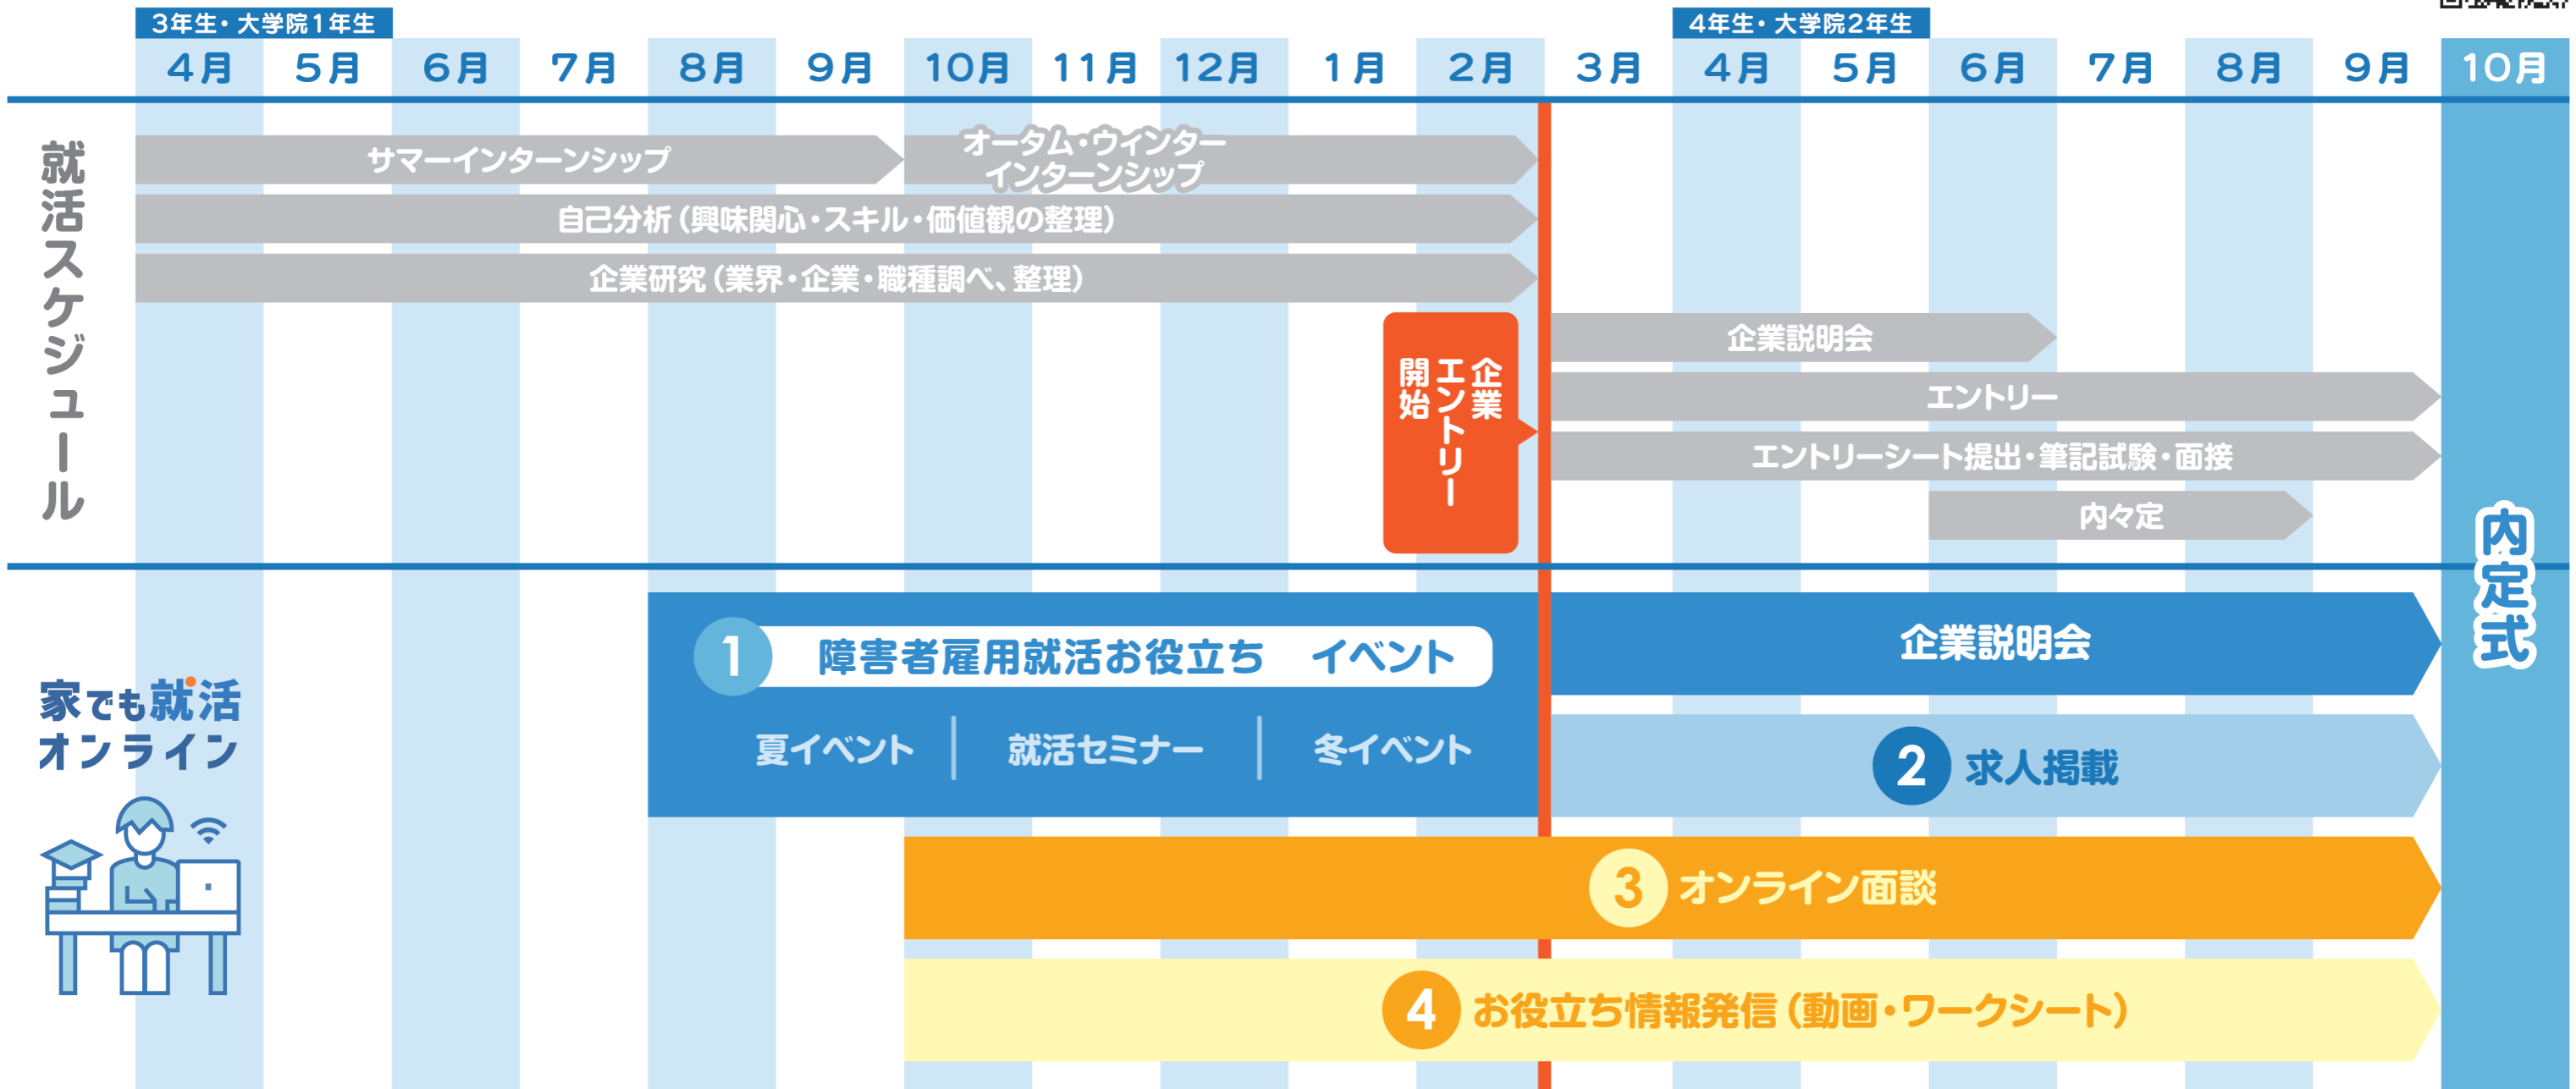 3年生・大学院1年生
4年生・大学院2年生
4月 5月 6月 7月 8月 9月 10月 11月 12月 1月 2月 3月 4月 5月 6月 7月 8月 9月 10月
就活スケジュール
サマーインターンシップ
オータム・ウィンター
インターンシップ
自己分析（興味関心・スキル・価値観の整理）
企業研究（業界・企業・職種調べ、整理）
企業
エントリー
開始
企業説明会
エントリー
エントリーシート提出・筆記試験・面接
内々定
内定式
家でも就活
オンライン
1 障害者雇用就活お役立ち イベント
夏イベント 就活セミナー 冬イベント
企業説明会
2 求人掲載
3 オンライン面談
4 お役立ち情報発信（動画・ワークシート）